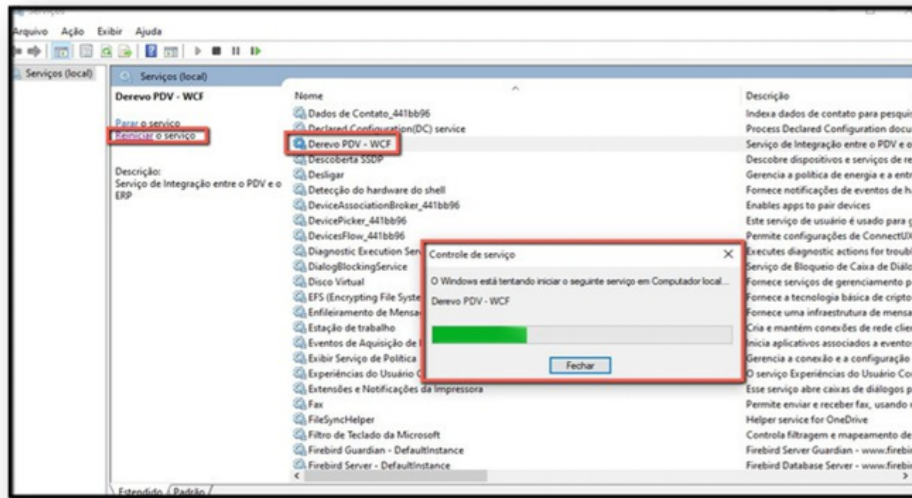 Serviços
Arquivo Ação Exibir Ajuda
Serviços (local)
Serviços (local)
Derevo PDV - WCF
Parar o serviço
Reiniciar o serviço
Descrição:
Serviço de Integração entre o PDV e o
ERP
Nome Descrição
Dados de Contato_441bb96 Indexa dados de contato para pesqui
Declared Configuration(DC) service Process Declared Configuration docu
Derevo PDV - WCF Serviço de Integração entre o PDV e o
Descoberta SSDP Descobre dispositivos e serviços de re
Desligar Gerencia a política de energia e a entr
Detecção do hardware do shell Fornece notificações de eventos de h
DeviceAssociationBroker_441bb96 Enables apps to pair devices
DevicePicker_441bb96 Este serviço de usuário é usado para g
DevicesFlow_441bb96 Permite configurações de ConnectUX
Diagnostic Execution Ser Executes diagnostic actions for troubl
DialogBlockingService Serviço de Bloqueio de Caixa de Diálo
Disco Virtual Fornece serviços de gerenciamento p
EFS (Encrypting File Syste Fornece a tecnologia básica de cripto
Enfileiramento de Mensa Fornece uma infraestrutura de mensa
Estação de trabalho Cria e mantém conexões de rede clie
Eventos de Aquisição de Inicia aplicativos associados a evento
Exibir Serviço de Política Gerencia a conexão e a configuração
Experiências do Usuário C O serviço Experiências do Usuário Co
Extensões e Notificações da Impressora Esse serviço abre caixas de diálogos p
Fax Permite enviar e receber fax, usando
FileSyncHelper Helper service for OneDrive
Filtro de Teclado da Microsoft Controla filtragem e mapeamento de
Firebird Guardian - DefaultInstance Firebird Server Guardian - www.firebi
Firebird Server - DefaultInstance Firebird Database Server - www.firebi
Controle de serviço
O Windows está tentando iniciar o seguinte serviço em Computador local...
Derevo PDV - WCF
Fechar
Estendido Padrão